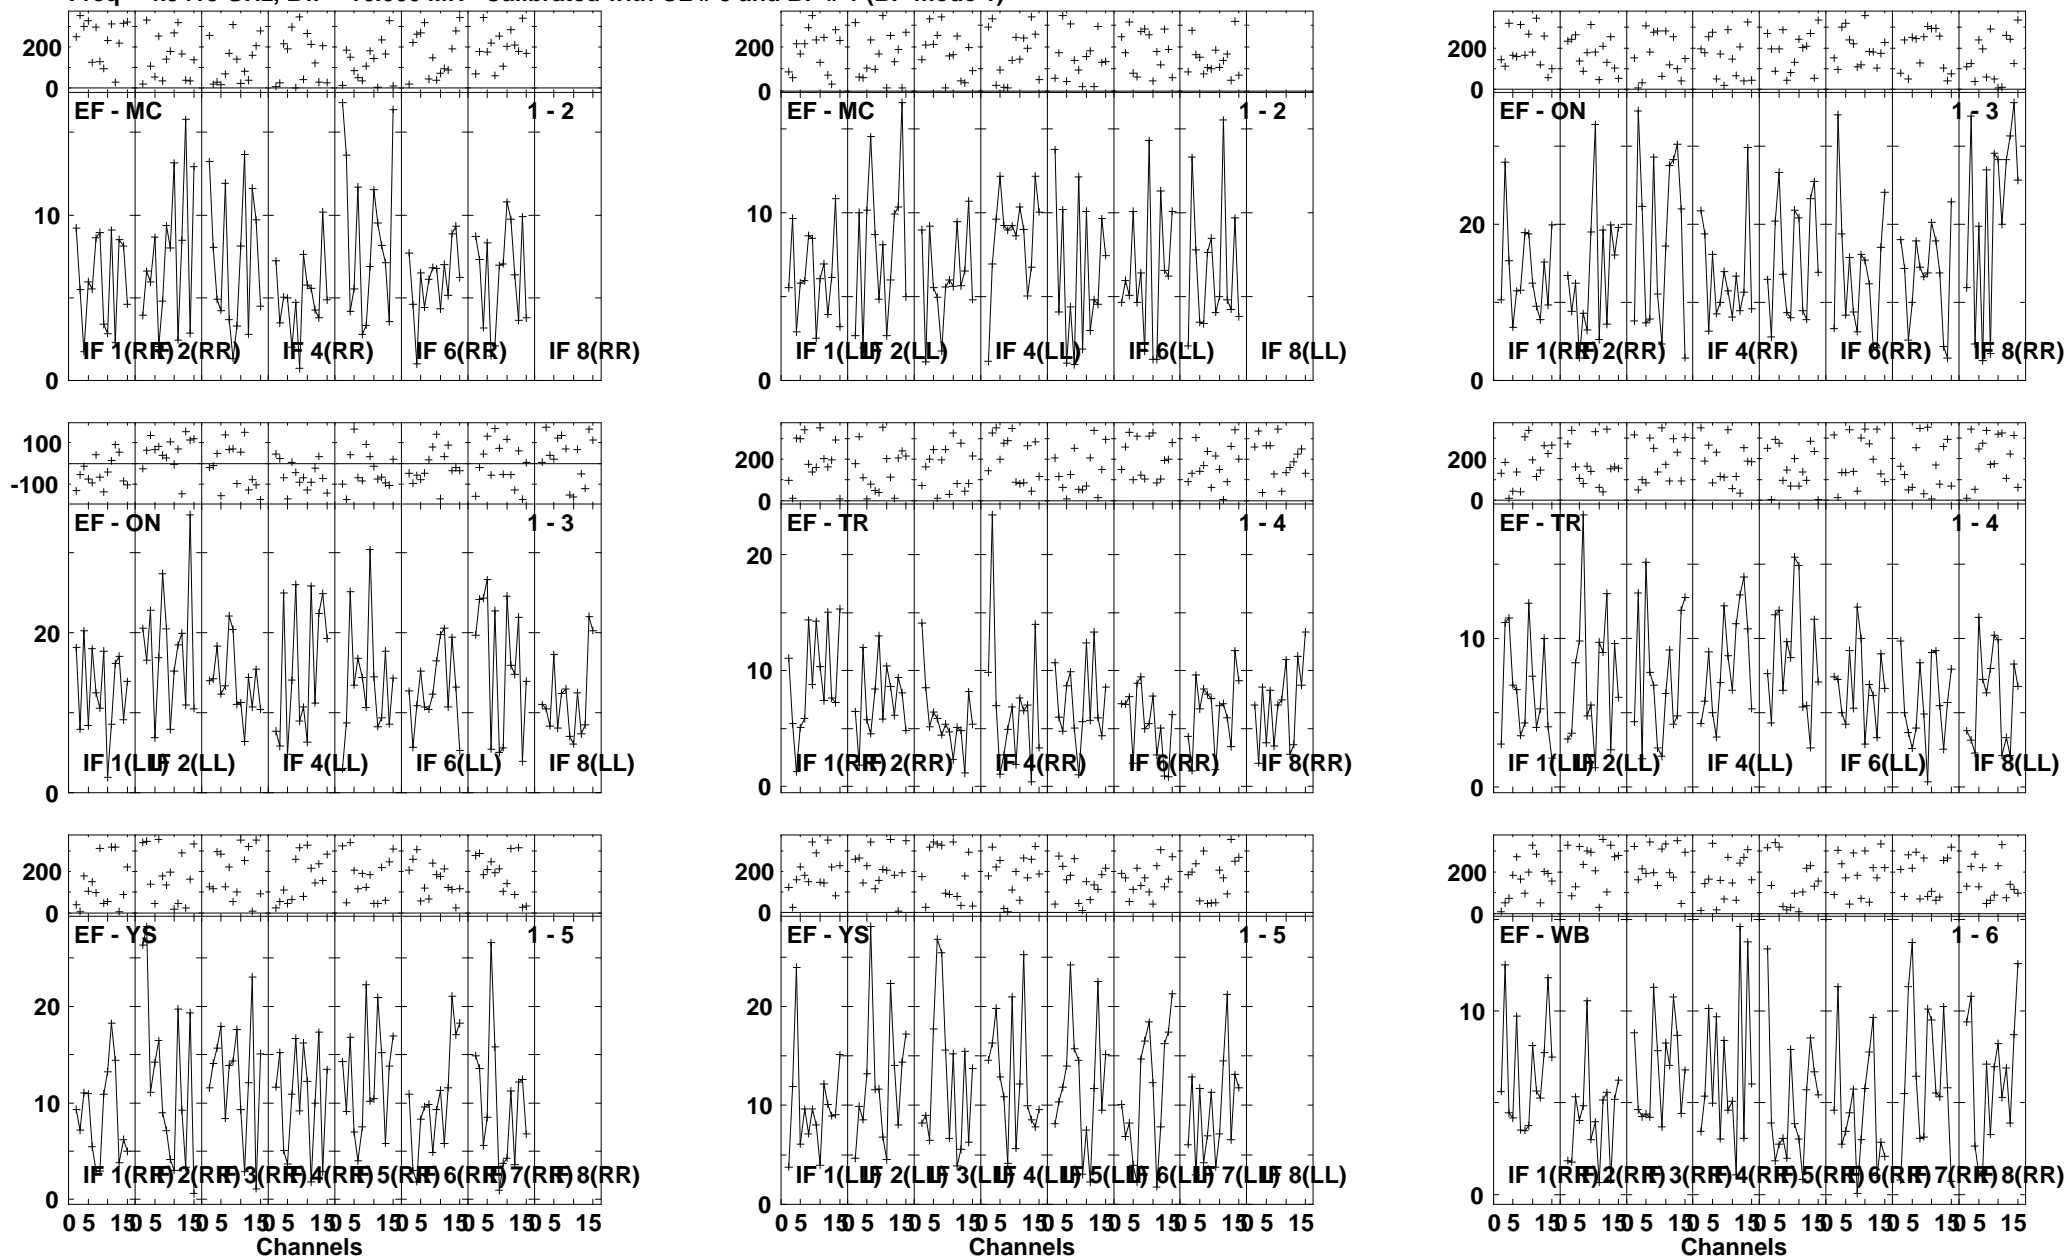 200
0
EF - MC 1 - 2
10
0
IF 1(RR) IF 2(RR) IF 4(RR) IF 6(RR) IF 8(RR)
200
0
EF - MC 1 - 2
10
0
IF 1(LL) IF 2(LL) IF 4(LL) IF 6(LL) IF 8(LL)
200
0
EF - ON 1 - 3
20
0
IF 1(RR) IF 2(RR) IF 4(RR) IF 6(RR) IF 8(RR)
100
-100
EF - ON 1 - 3
20
0
IF 1(LL) IF 2(LL) IF 4(LL) IF 6(LL) IF 8(LL)
200
0
EF - TR 1 - 4
20
10
0
IF 1(RR) IF 2(RR) IF 4(RR) IF 6(RR) IF 8(RR)
200
0
EF - TR 1 - 4
10
0
IF 1(LL) IF 2(LL) IF 4(LL) IF 6(LL) IF 8(LL)
200
0
EF - YS 1 - 5
20
10
0
IF 1(RR) IF 2(RR) IF 3(RR) IF 4(RR) IF 5(RR) IF 6(RR) IF 7(RR) IF 8(RR)
0 5 15 0 5 15 0 5 15 0 5 15 0 5 15 0 5 15 0 5 15 0 5 15
Channels
200
0
EF - YS 1 - 5
20
10
0
IF 1(LL) IF 2(LL) IF 3(LL) IF 4(LL) IF 5(LL) IF 6(LL) IF 7(LL) IF 8(LL)
0 5 15 0 5 15 0 5 15 0 5 15 0 5 15 0 5 15 0 5 15 0 5 15
Channels
200
0
EF - WB 1 - 6
10
0
IF 1(RR) IF 2(RR) IF 3(RR) IF 4(RR) IF 5(RR) IF 6(RR) IF 7(RR) IF 8(RR)
0 5 15 0 5 15 0 5 15 0 5 15 0 5 15 0 5 15 0 5 15 0 5 15
Channels